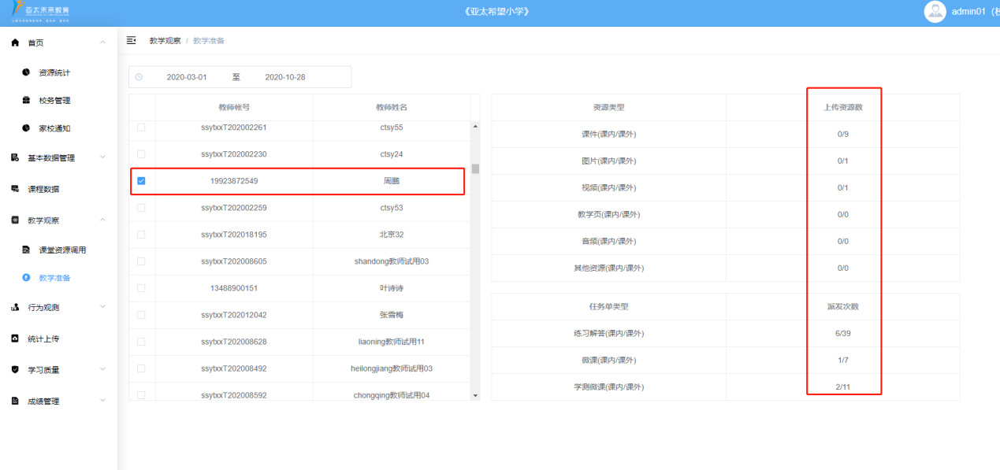 亚太未来教育
《亚太希望小学》
admin01
首页
资源统计
校务管理
家校通知
基本数据管理
课程数据
教学观察
课堂资源调用
教学准备
行为观测
统计上传
学习质量
成绩管理
教学观察 / 教学准备
2020-03-01 至 2020-10-28
教师帐号 教师姓名
ssytxxT202002261 ctsy55
ssytxxT202002230 ctsy24
19923872549 周鹏
ssytxxT202002259 ctsy53
ssytxxT202018195 北京32
ssytxxT202008605 shandong教师试用03
13488900151 叶诗诗
ssytxxT202012042 张雪梅
ssytxxT202008628 liaoning教师试用11
ssytxxT202008492 heilongjiang教师试用03
ssytxxT202008592 chongqing教师试用04
资源类型 上传资源数
课件(课内/课外) 0/9
图片(课内/课外) 0/1
视频(课内/课外) 0/1
教学页(课内/课外) 0/0
音频(课内/课外) 0/0
其他资源(课内/课外) 0/0
任务单类型 派发次数
练习解答(课内/课外) 6/39
微课(课内/课外) 1/7
学测微课(课内/课外) 2/11